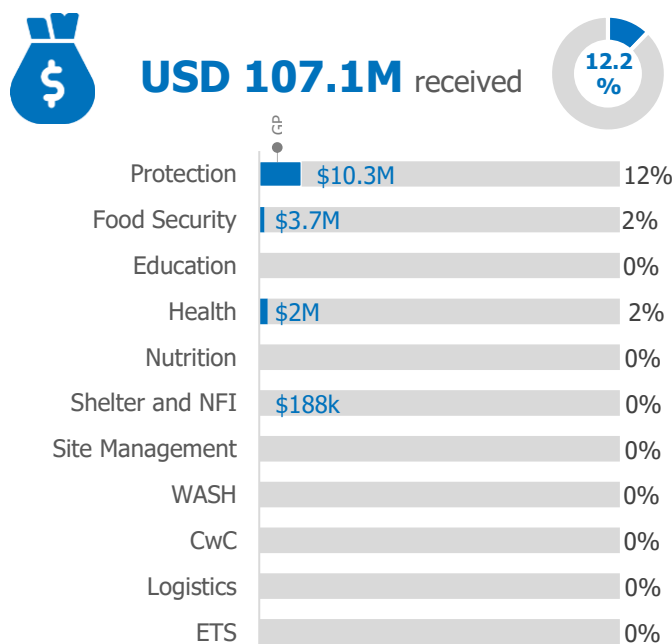 $
USD 107.1M received
12.2
%
GP
Protection $10.3M 12%
Food Security $3.7M 2%
Education 0%
Health $2M 2%
Nutrition 0%
Shelter and NFI $188k 0%
Site Management 0%
WASH 0%
CwC 0%
Logistics 0%
ETS 0%